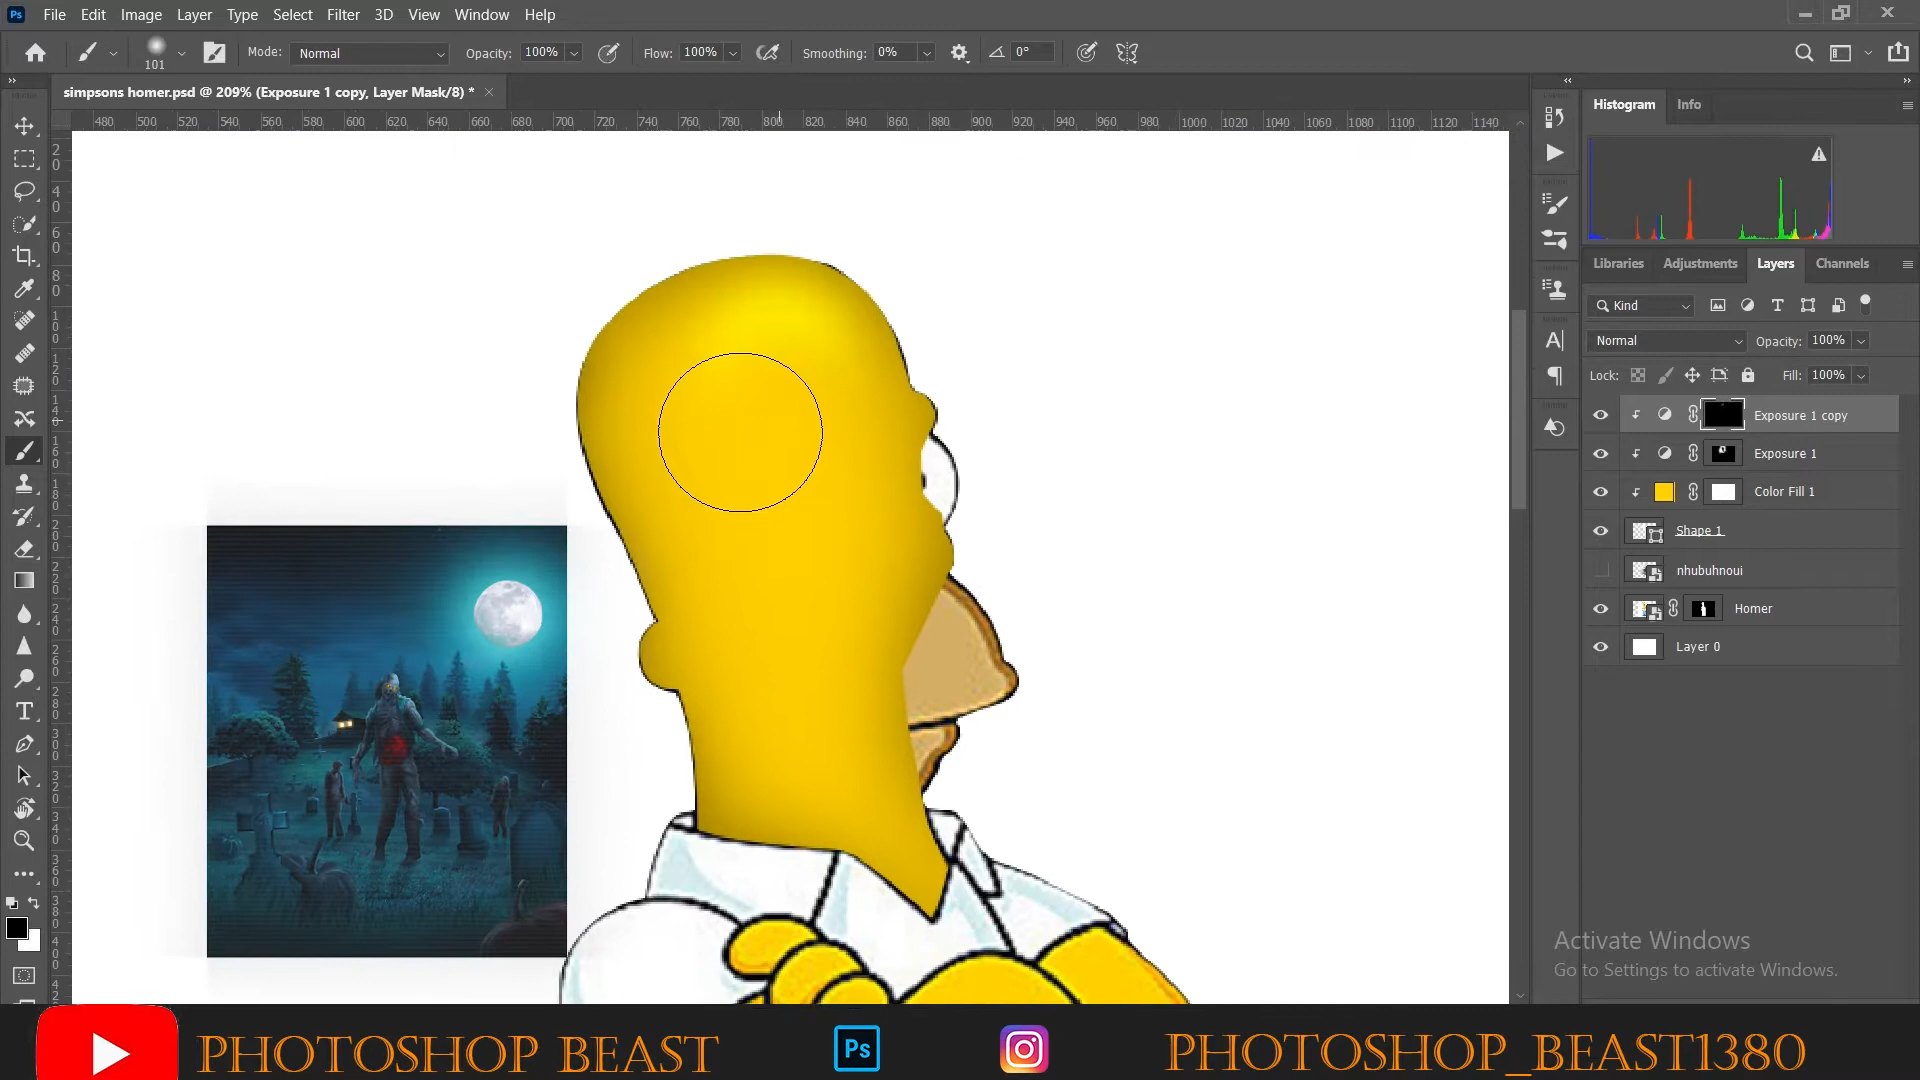 Ps File Edit Image Layer Type Select Filter 3D View Window Help
101 Mode: Normal Opacity: 100% Flow: 100% Smoothing: 0% 0°
simpsons homer.psd @ 209% (Exposure 1 copy, Layer Mask/8) *
480 500 520 540 560 580 600 620 640 660 680 700 720 740 760 780 800 820 840 860 880 900 920 940 960 980 1000 1020 1040 1060 1080 1100 1120 1140
Histogram Info
Libraries Adjustments Layers Channels
Kind
Normal Opacity: 100%
Lock: Fill: 100%
Exposure 1 copy
Exposure 1
Color Fill 1
Shape 1
nhubuhnoui
Homer
Layer 0
Activate Windows
Go to Settings to activate Windows.
PHOTOSHOP BEAST Ps PHOTOSHOP_BEAST1380